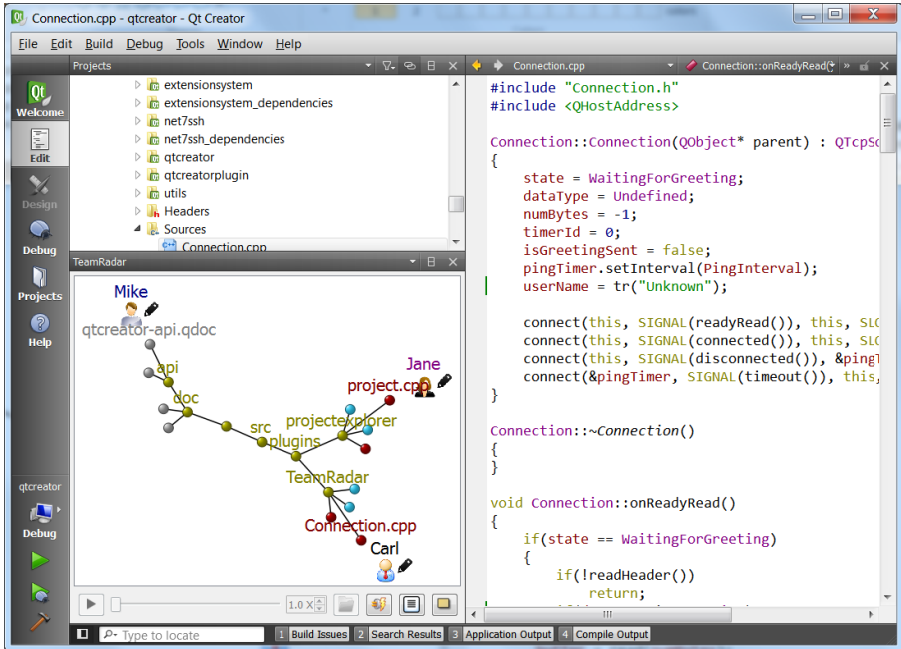 Connection.cpp - qtcreator - Qt Creator
File Edit Build Debug Tools Window Help
Projects
Connection.cpp
Connection::onReadyRead()
Welcome
Edit
Design
Debug
Projects
Help
qtcreator
Debug
extensionsystem
extensionsystem_dependencies
net7ssh
net7ssh_dependencies
qtcreator
qtcreatorplugin
utils
Headers
Sources
Connection.cpp
TeamRadar
Mike
qtcreator-api.qdoc
api
doc
Jane
project.cpp
src
projectexplorer
plugins
TeamRadar
Connection.cpp
Carl
1.0 X
#include "Connection.h"
#include <QHostAddress>
Connection::Connection(QObject* parent) : QTcpSo
{
state = WaitingForGreeting;
dataType = Undefined;
numBytes = -1;
timerId = 0;
isGreetingSent = false;
pingTimer.setInterval(PingInterval);
userName = tr("Unknown");
connect(this, SIGNAL(readyRead()), this, SLO
connect(this, SIGNAL(connected()), this, SLO
connect(this, SIGNAL(disconnected()), &pingT
connect(&pingTimer, SIGNAL(timeout()), this,
}
Connection::~Connection()
{
}
void Connection::onReadyRead()
{
if(state == WaitingForGreeting)
{
if(!readHeader())
return;
Type to locate
1 Build Issues 2 Search Results 3 Application Output 4 Compile Output